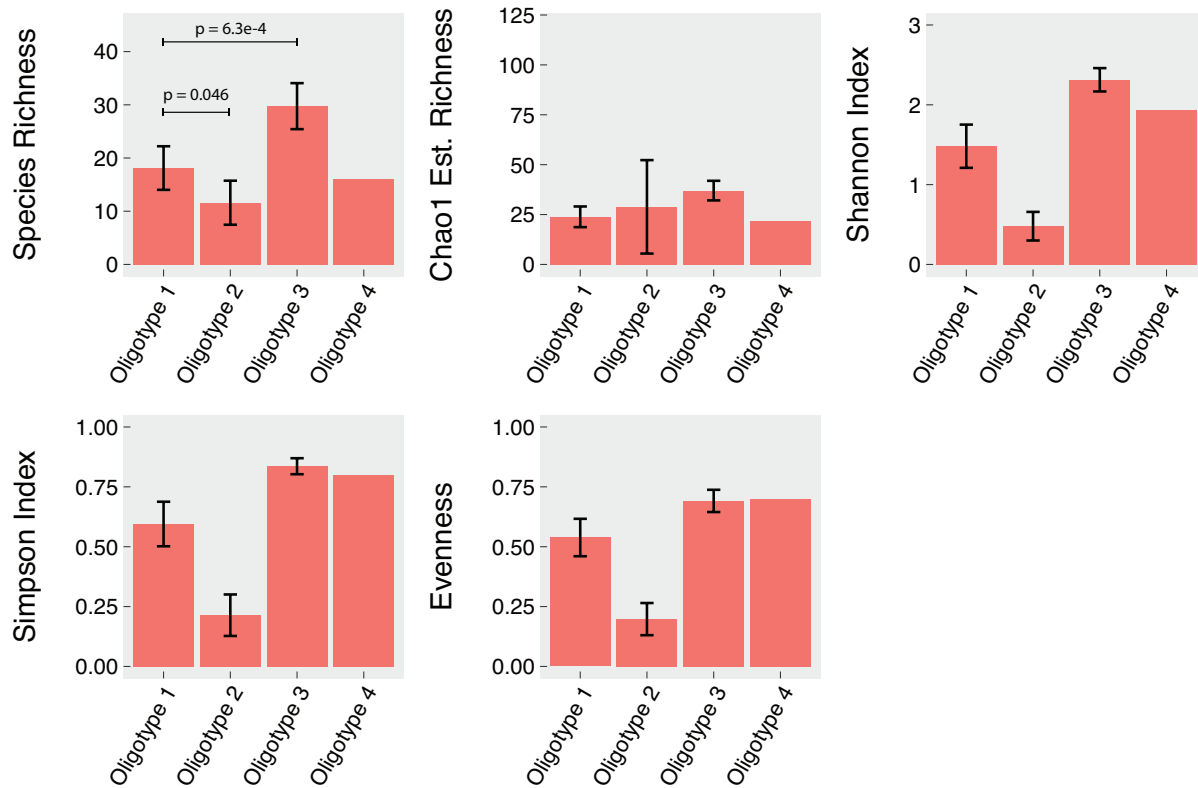 Species Richness
40
30
20
10
0
p = 6.3e-4
p = 0.046
Oligotype 1
Oligotype 2
Oligotype 3
Oligotype 4
Chao1 Est. Richness
125
100
75
50
25
0
Oligotype 1
Oligotype 2
Oligotype 3
Oligotype 4
Shannon Index
3
2
1
0
Oligotype 1
Oligotype 2
Oligotype 3
Oligotype 4
Simpson Index
1.00
0.75
0.50
0.25
0.00
Oligotype 1
Oligotype 2
Oligotype 3
Oligotype 4
Evenness
1.00
0.75
0.50
0.25
0.00
Oligotype 1
Oligotype 2
Oligotype 3
Oligotype 4